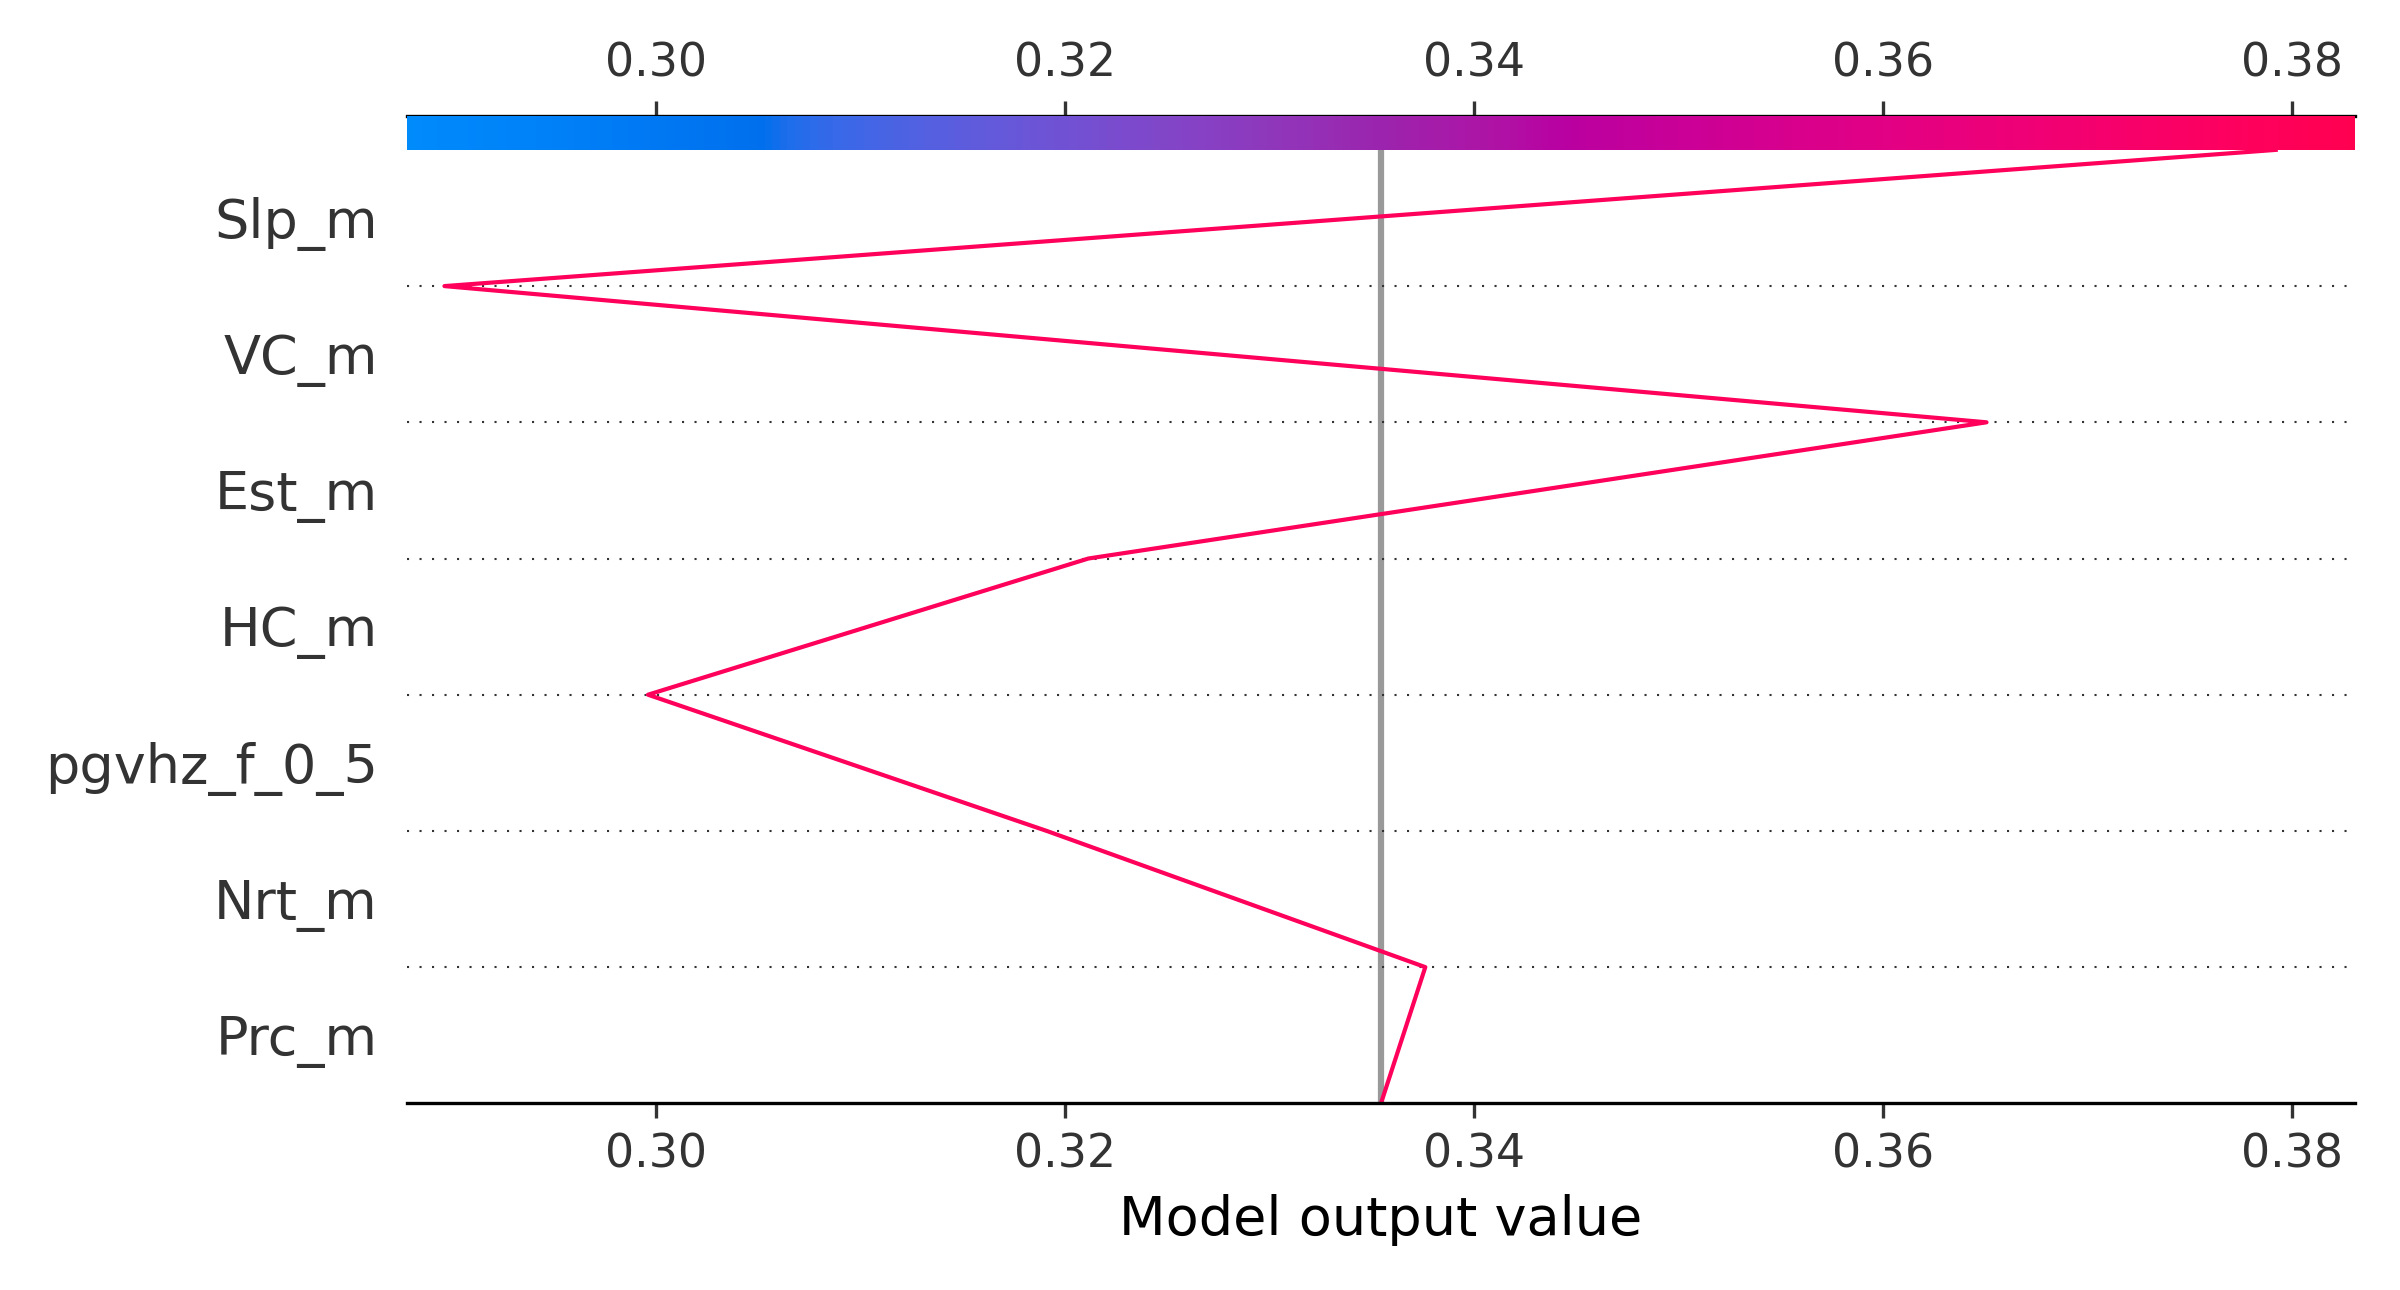 0.30 0.32 0.34 0.36 0.38
Slp_m
VC_m
Est_m
HC_m
pgvhz_f_0_5
Nrt_m
Prc_m
0.30 0.32 0.34 0.36 0.38
Model output value